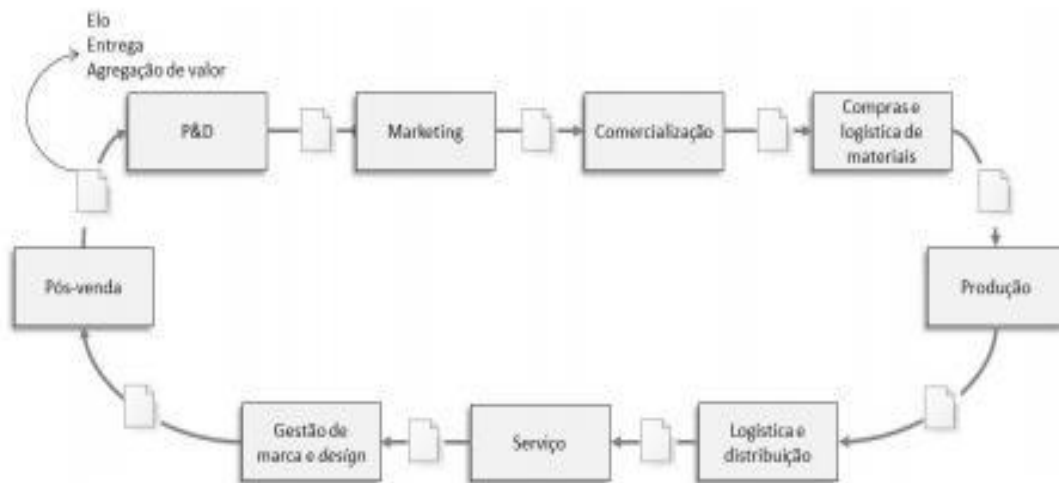 Elo
Entrega
Agregação de valor
P&D
Marketing
Comercialização
Compras e
logística de
materiais
Pós-venda
Produção
Gestão de
marca e design
Serviço
Logística e
distribuição